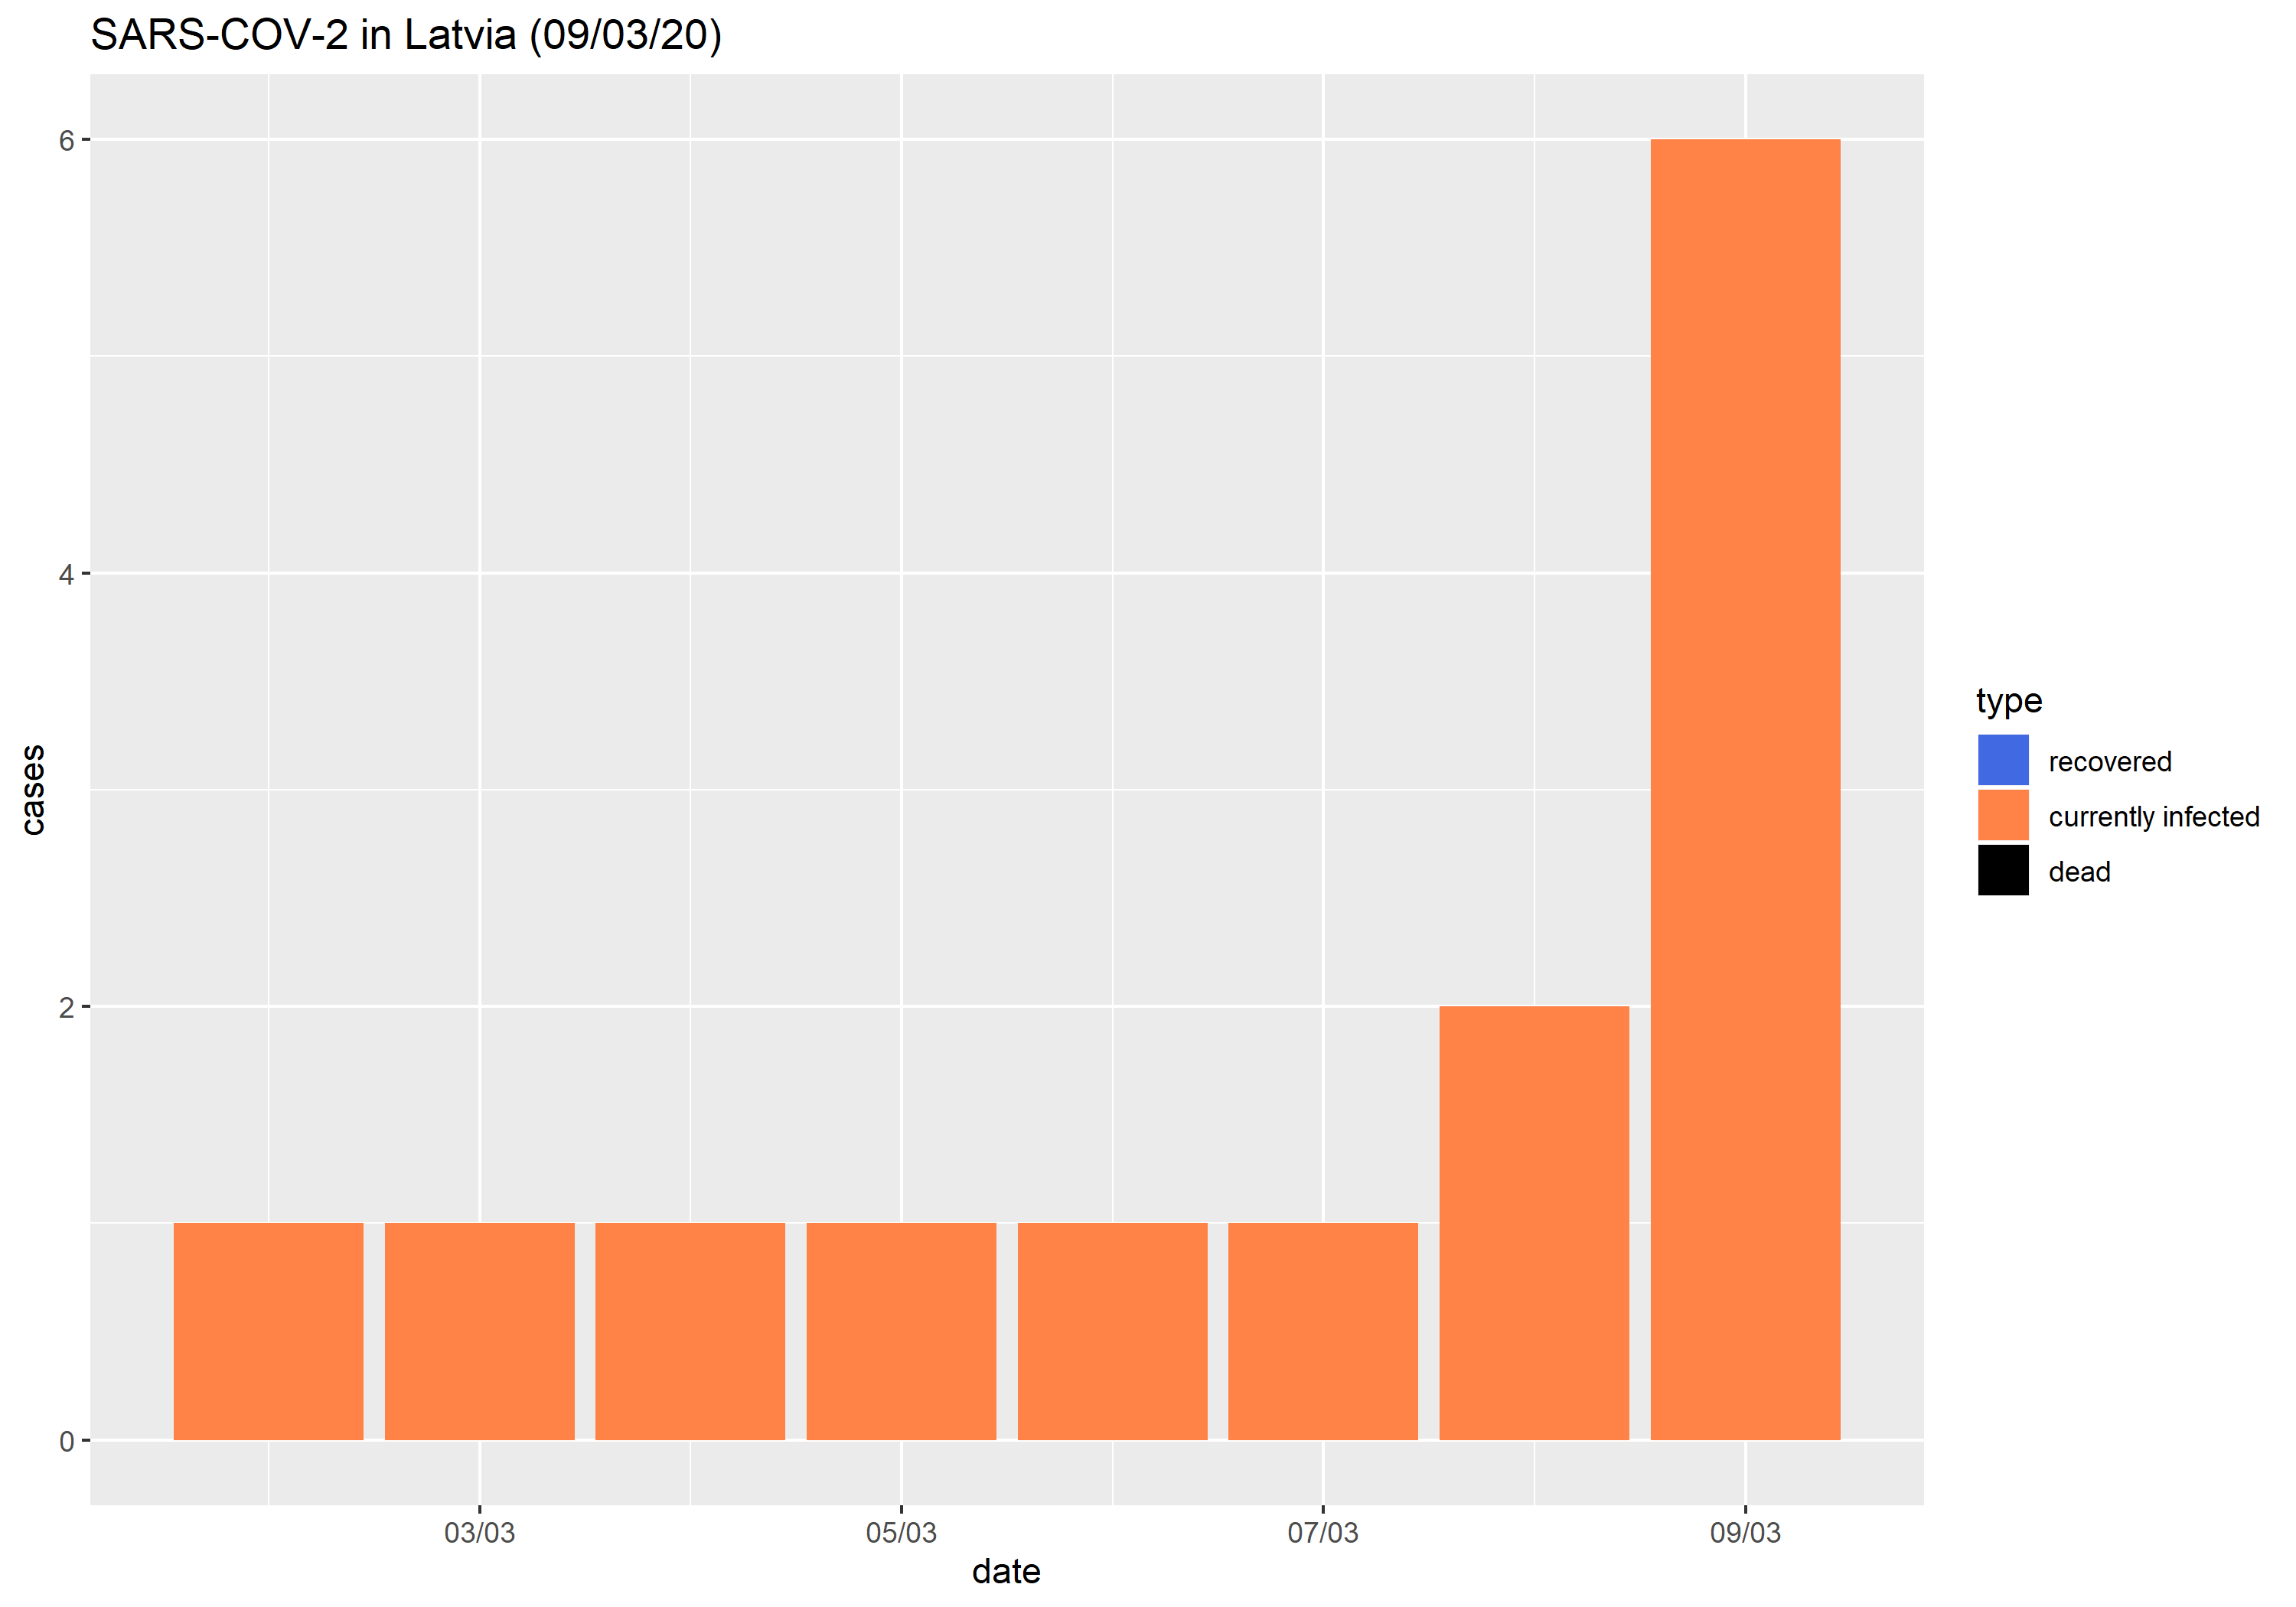 SARS-COV-2 in Latvia (09/03/20)
6
4
2
0
cases
03/03 05/03 07/03 09/03
date
type
recovered
currently infected
dead